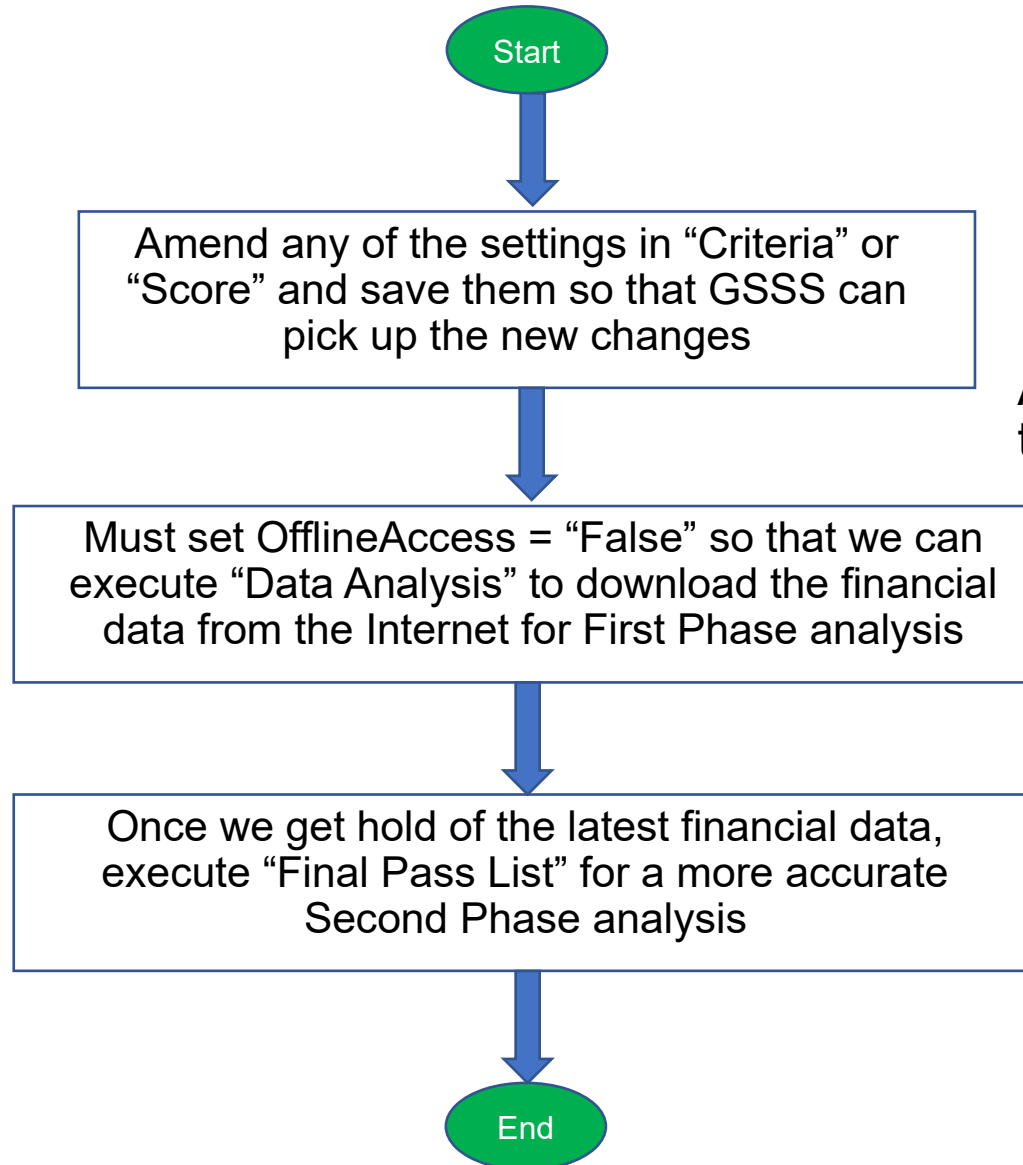 Start
Amend any of the settings in “Criteria” or
“Score” and save them so that GSSS can
pick up the new changes
Must set OfflineAccess = “False” so that we can
execute “Data Analysis” to download the financial
data from the Internet for First Phase analysis
Once we get hold of the latest financial data,
execute “Final Pass List” for a more accurate
Second Phase analysis
End